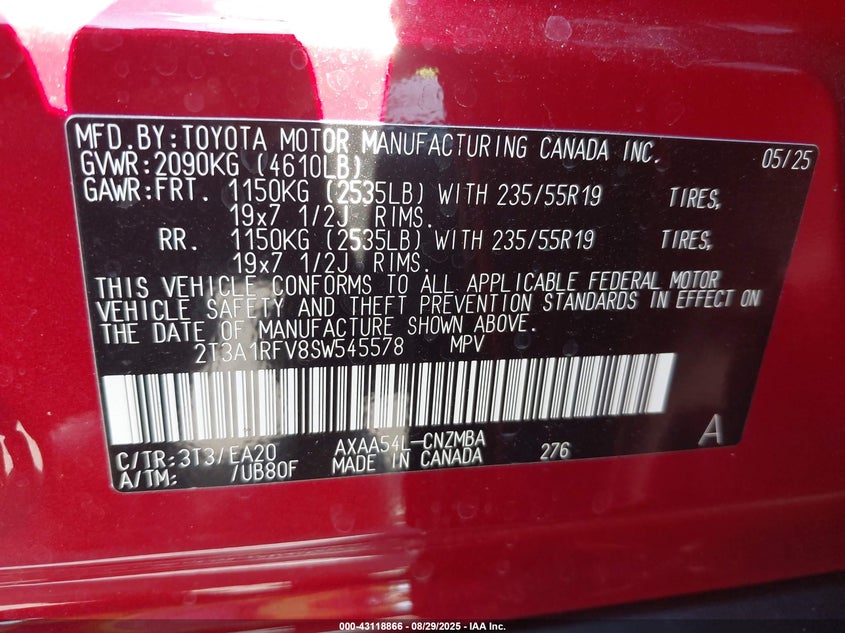 MFD.BY:TOYOTA MOTOR MANUFACTURING CANADA INC. 05/25
GVWR:2090KG (4610LB)
GAWR:FRT. 1150KG (2535LB) WITH 235/55R19 TIRES,
19x7 1/2J RIMS.
RR. 1150KG (2535LB) WITH 235/55R19 TIRES,
19x7 1/2J RIMS.
THIS VEHICLE CONFORMS TO ALL APPLICABLE FEDERAL MOTOR
VEHICLE SAFETY AND THEFT PREVENTION STANDARDS IN EFFECT ON
THE DATE OF MANUFACTURE SHOWN ABOVE.
2T3A1RFV8SW545578 MPV
A
C/TR:3T3/EA20 AXAA54L-CNZMBA 276
A/TM: /UB80F MADE IN CANADA
000-43118866 - 08/29/2025 - IAA Inc.